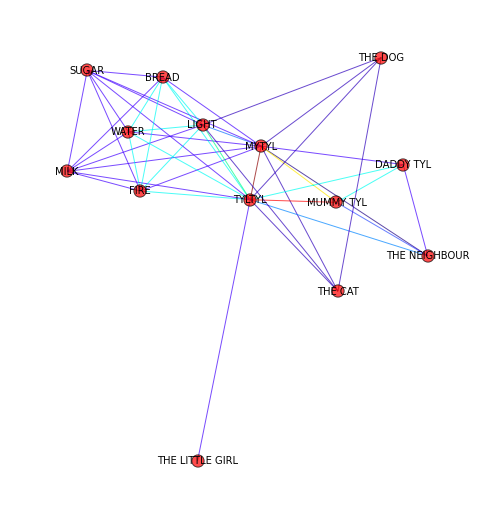 THE DOG
SUGAR
BREAD
LIGHT
WATER
MYTYL
DADDY TYL
MILK
FIRE
TYLTYL
MUMMY TYL
THE NEIGHBOUR
THE CAT
THE LITTLE GIRL